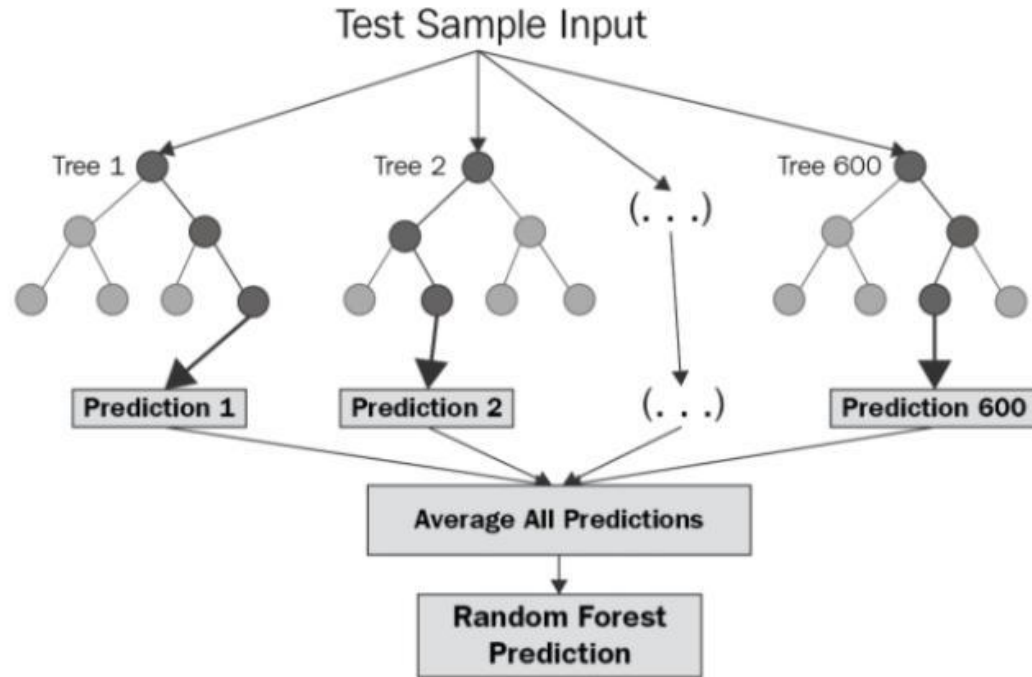 Test Sample Input
Tree 1
Tree 2
Tree 600
(. . .)
Prediction 1
Prediction 2
(. . .)
Prediction 600
Average All Predictions
Random Forest
Prediction